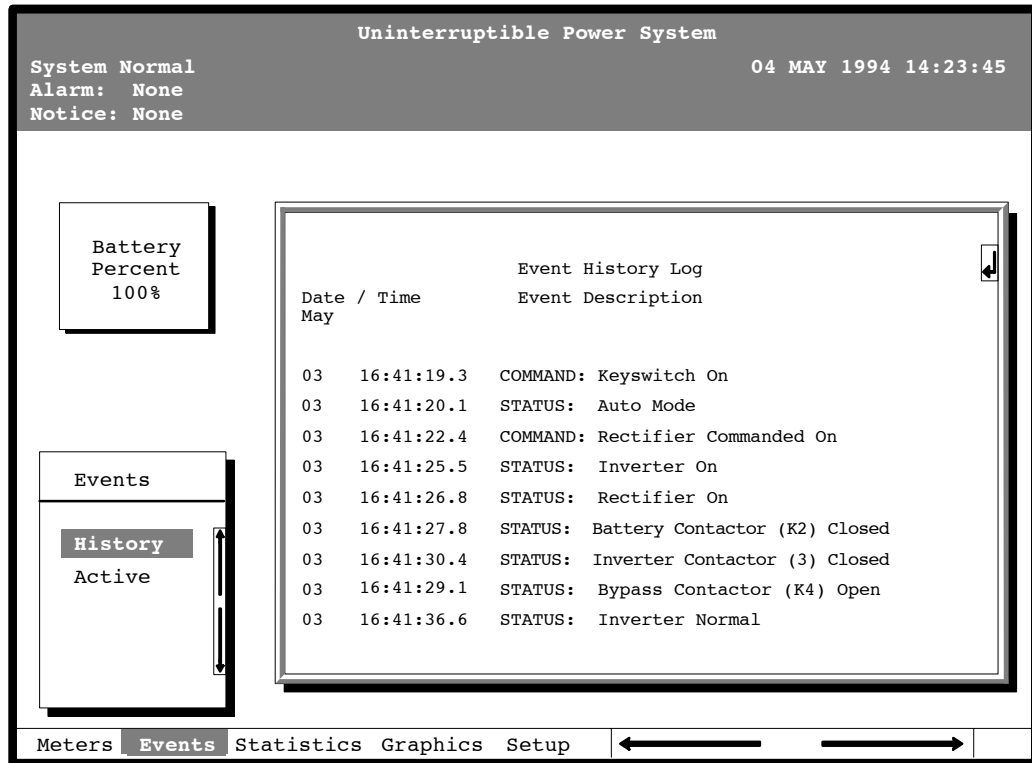 Uninterruptible Power System
System Normal 04 MAY 1994 14:23:45
Alarm: None
Notice: None
Battery
Percent
100%
Event History Log
Date / Time Event Description
May
03 16:41:19.3 COMMAND: Keyswitch On
03 16:41:20.1 STATUS: Auto Mode
03 16:41:22.4 COMMAND: Rectifier Commanded On
03 16:41:25.5 STATUS: Inverter On
03 16:41:26.8 STATUS: Rectifier On
03 16:41:27.8 STATUS: Battery Contactor (K2) Closed
03 16:41:30.4 STATUS: Inverter Contactor (3) Closed
03 16:41:29.1 STATUS: Bypass Contactor (K4) Open
03 16:41:36.6 STATUS: Inverter Normal
Events
History
Active
Meters Events Statistics Graphics Setup